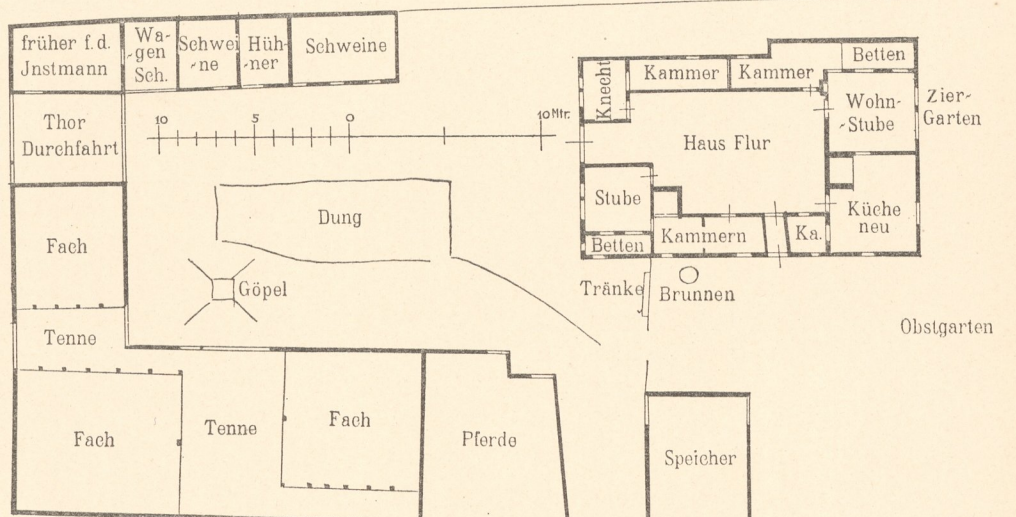 früher f.d.
Jnstmann
Wa-
-gen
Sch.
Schwei
-ne
Hüh-
-ner
Schweine
Thor
Durchfahrt
10 5 0 10 Mtr.
Knecht
Kammer
Kammer
Betten
Wohn-
-Stube
Zier-
Garten
Haus Flur
Stube
Betten
Kammern
Ka.
Küche
neu
Fach
Dung
Göpel
Tränke
Brunnen
Obstgarten
Tenne
Fach
Tenne
Fach
Pferde
Speicher